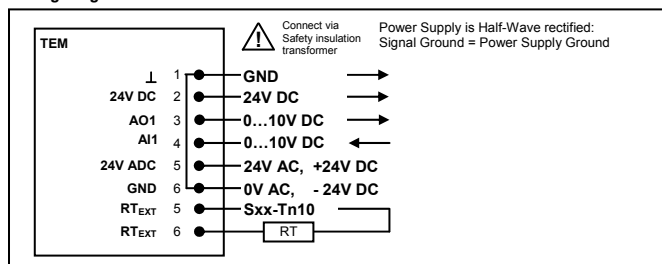 TEM
Connect via
Safety insulation
transformer
Power Supply is Half-Wave rectified:
Signal Ground = Power Supply Ground
⊥ 1 GND
24V DC 2 24V DC
AO1 3 0…10V DC
AI1 4 0…10V DC
24V ADC 5 24V AC, +24V DC
GND 6 0V AC, - 24V DC
RTEXT 5 Sxx-Tn10
RTEXT 6 RT